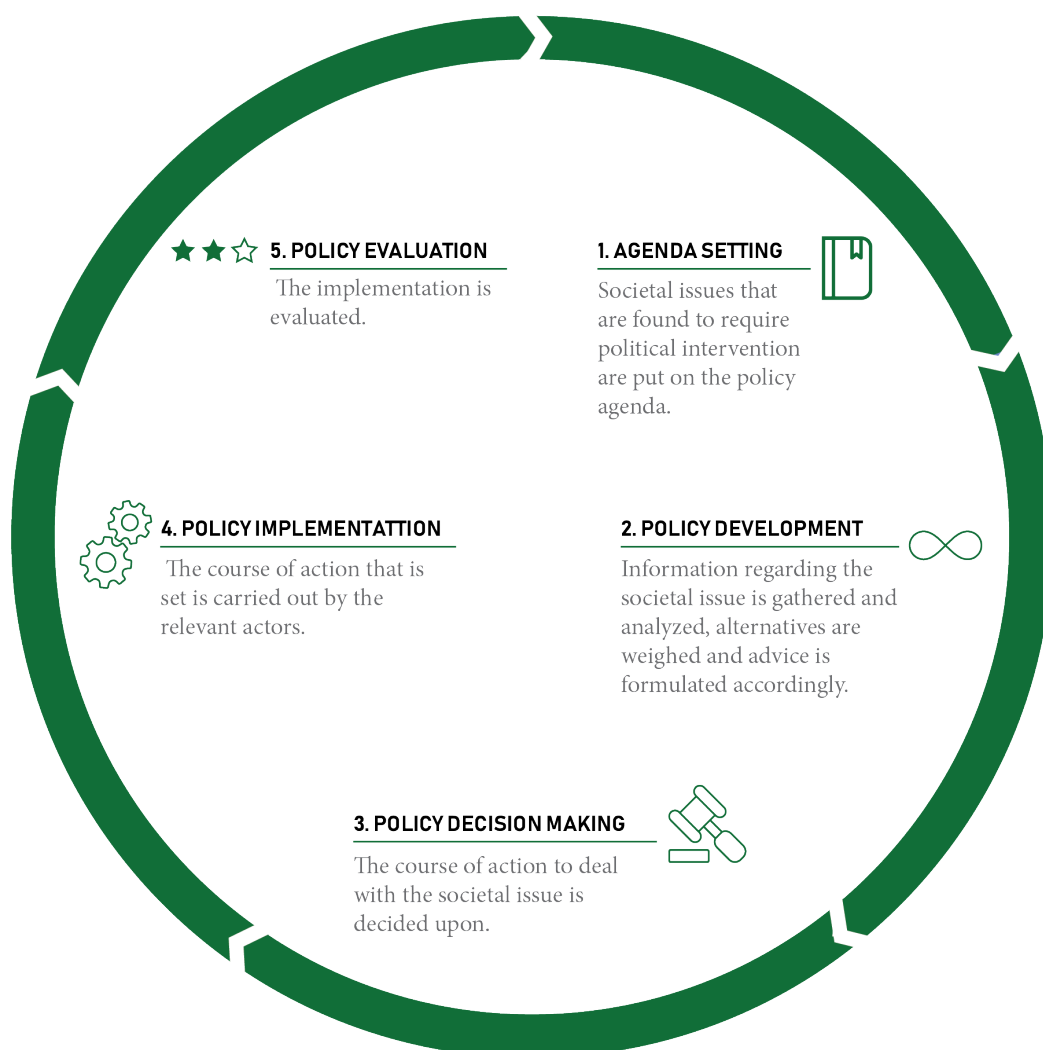 1. AGENDA SETTING
Societal issues that
are found to require
political intervention
are put on the policy
agenda.
2. POLICY DEVELOPMENT
Information regarding the
societal issue is gathered and
analyzed, alternatives are
weighed and advice is
formulated accordingly.
3. POLICY DECISION MAKING
The course of action to deal
with the societal issue is
decided upon.
4. POLICY IMPLEMENTATTION
The course of action that is
set is carried out by the
relevant actors.
5. POLICY EVALUATION
The implementation is
evaluated.